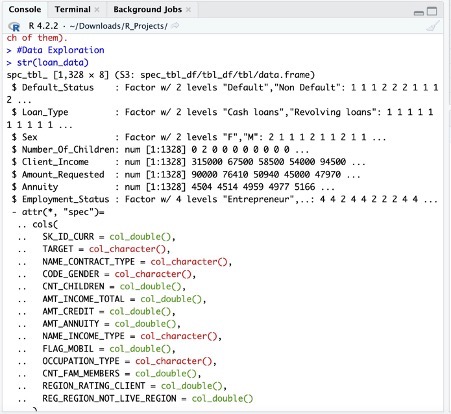 Console Terminal × Background Jobs ×
R 4.2.2 · ~/Downloads/R_Projects/
ch of them).
> #Data Exploration
> str(loan_data)
spc_tbl_ [1,328 × 8] (S3: spec_tbl_df/tbl_df/tbl/data.frame)
$ Default_Status : Factor w/ 2 levels "Default","Non Default": 1 1 1 2 2 2 1 1 1
2 ...
$ Loan_Type : Factor w/ 2 levels "Cash loans","Revolving loans": 1 1 1 1 1
1 1 1 1 1 ...
$ Sex : Factor w/ 2 levels "F","M": 2 1 1 1 2 1 1 2 1 1 ...
$ Number_Of_Children: num [1:1328] 0 2 0 0 0 0 0 0 0 0 ...
$ Client_Income : num [1:1328] 315000 67500 58500 54000 94500 ...
$ Amount_Requested : num [1:1328] 90000 76410 50940 45000 47970 ...
$ Annuity : num [1:1328] 4504 4514 4959 4977 5166 ...
$ Employment_Status : Factor w/ 4 levels "Entrepreneur",..: 4 4 2 4 4 2 2 2 4 4 ...
- attr(*, "spec")=
.. cols(
.. SK_ID_CURR = col_double(),
.. TARGET = col_character(),
.. NAME_CONTRACT_TYPE = col_character(),
.. CODE_GENDER = col_character(),
.. CNT_CHILDREN = col_double(),
.. AMT_INCOME_TOTAL = col_double(),
.. AMT_CREDIT = col_double(),
.. AMT_ANNUITY = col_double(),
.. NAME_INCOME_TYPE = col_character(),
.. FLAG_MOBIL = col_double(),
.. OCCUPATION_TYPE = col_character(),
.. CNT_FAM_MEMBERS = col_double(),
.. REGION_RATING_CLIENT = col_double(),
.. REG_REGION_NOT_LIVE_REGION = col_double()